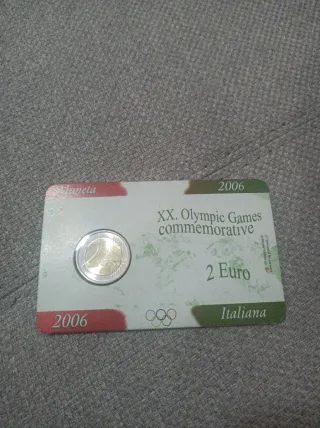 Moneta
2006
XX. Olympic Games
commemorative
2 Euro
2006
Italiana